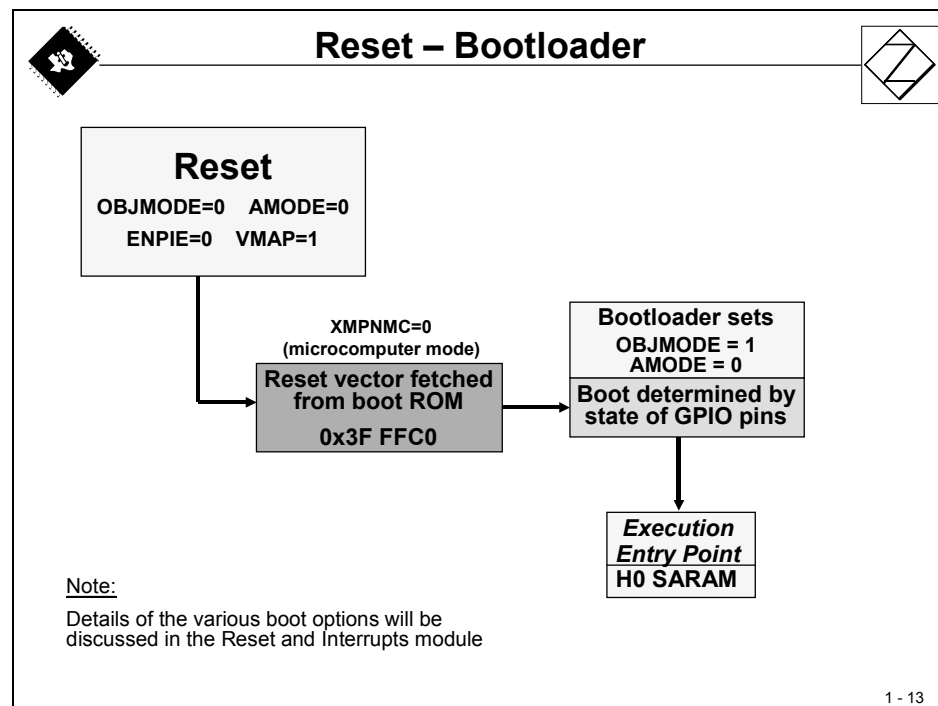 Reset – Bootloader
Reset
OBJMODE=0 AMODE=0
ENPIE=0 VMAP=1
XMPNMC=0
(microcomputer mode)
Reset vector fetched
from boot ROM
0x3F FFC0
Bootloader sets
OBJMODE = 1
AMODE = 0
Boot determined by
state of GPIO pins
Execution
Entry Point
H0 SARAM
Note:
Details of the various boot options will be
discussed in the Reset and Interrupts module
1 - 13